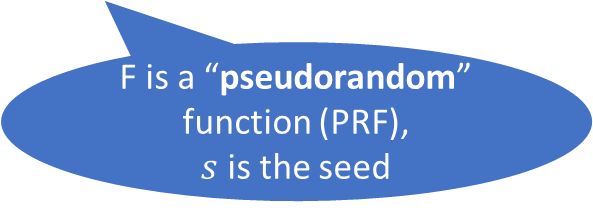 F is a “pseudorandom”
function (PRF),
𝑠 is the seed